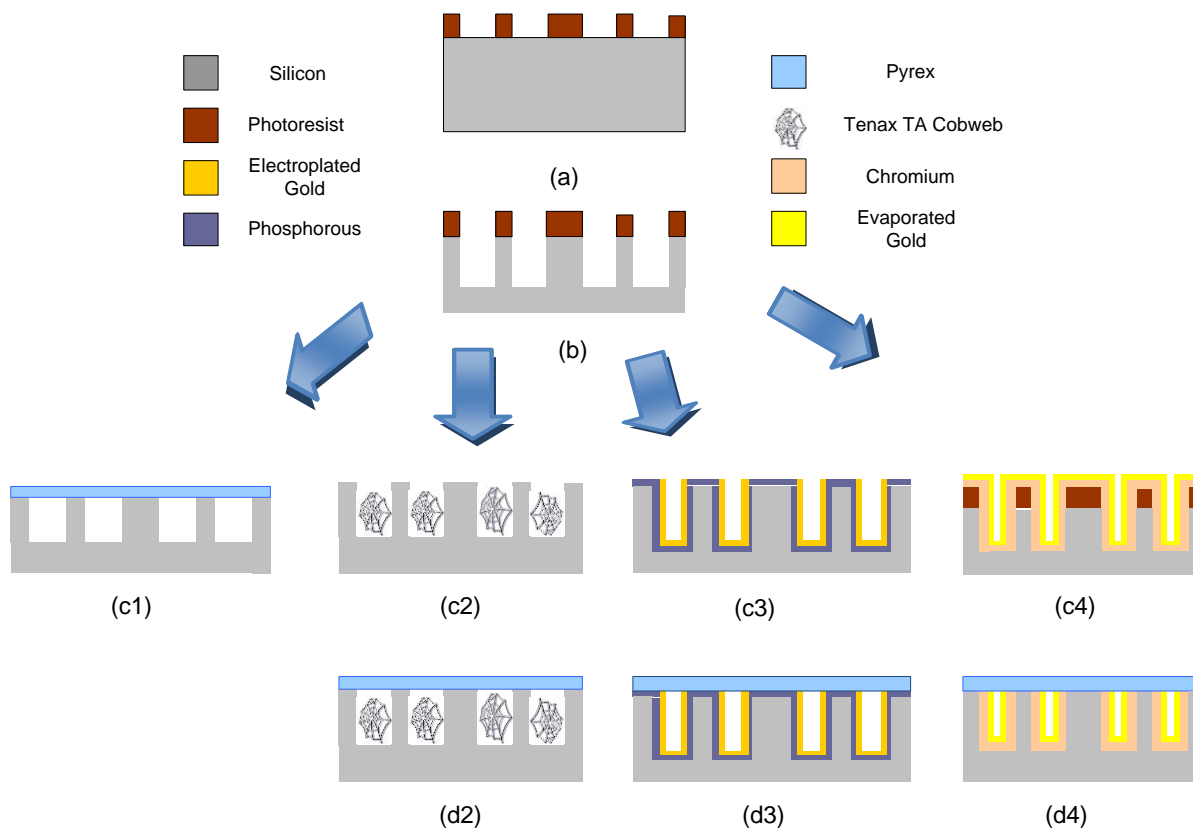 Silicon
Photoresist
Electroplated
Gold
Phosphorous
(a)
Pyrex
Tenax TA Cobweb
Chromium
Evaporated
Gold
(b)
(c1)
(c2)
(c3)
(c4)
(d2)
(d3)
(d4)